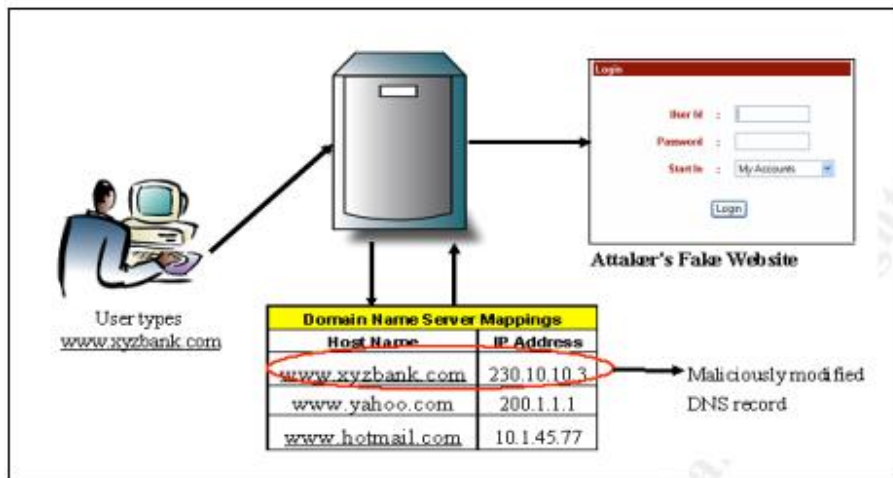 Login
User Id :
Password :
Start In : My Accounts
Login
Attaker's Fake Website
User types
www.xyzbank.com
Domain Name Server Mappings
Host Name IP Address
www.xyzbank.com 230.10.10.3
www.yahoo.com 200.1.1.1
www.hotmail.com 10.1.45.77
Maliciously modified
DNS record